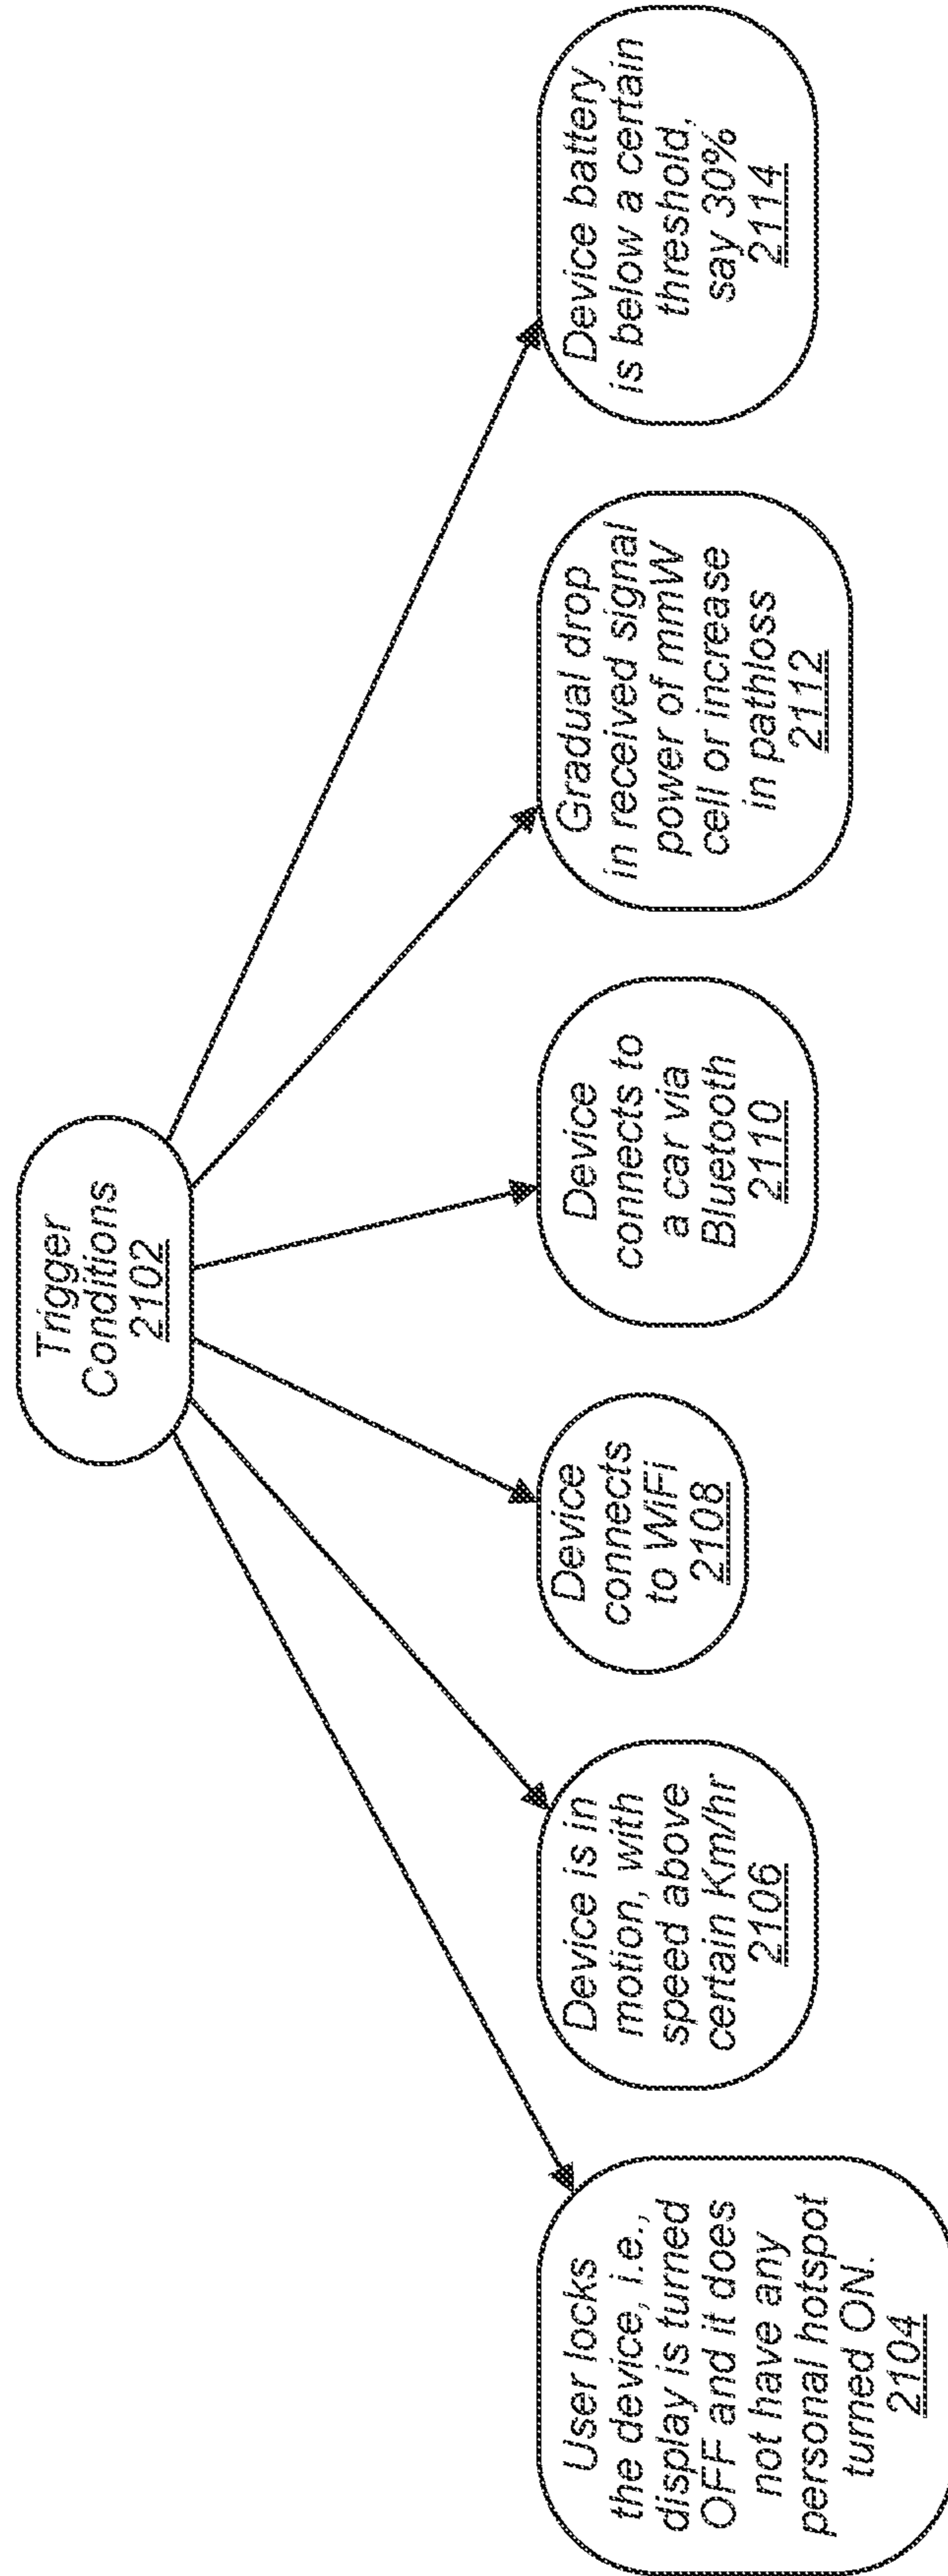 Trigger
Conditions
2102
User locks
the device, i.e.,
display is turned
OFF and it does
not have any
personal hotspot
turned ON.
2104
Device is in
motion, with
speed above
certain Km/hr
2106
Device
connects
to WiFi
2108
Device
connects to
a car via
Bluetooth
2110
Gradual drop
in received signal
power of mmW
cell or increase
in pathloss
2112
Device battery
is below a certain
threshold,
say 30%
2114